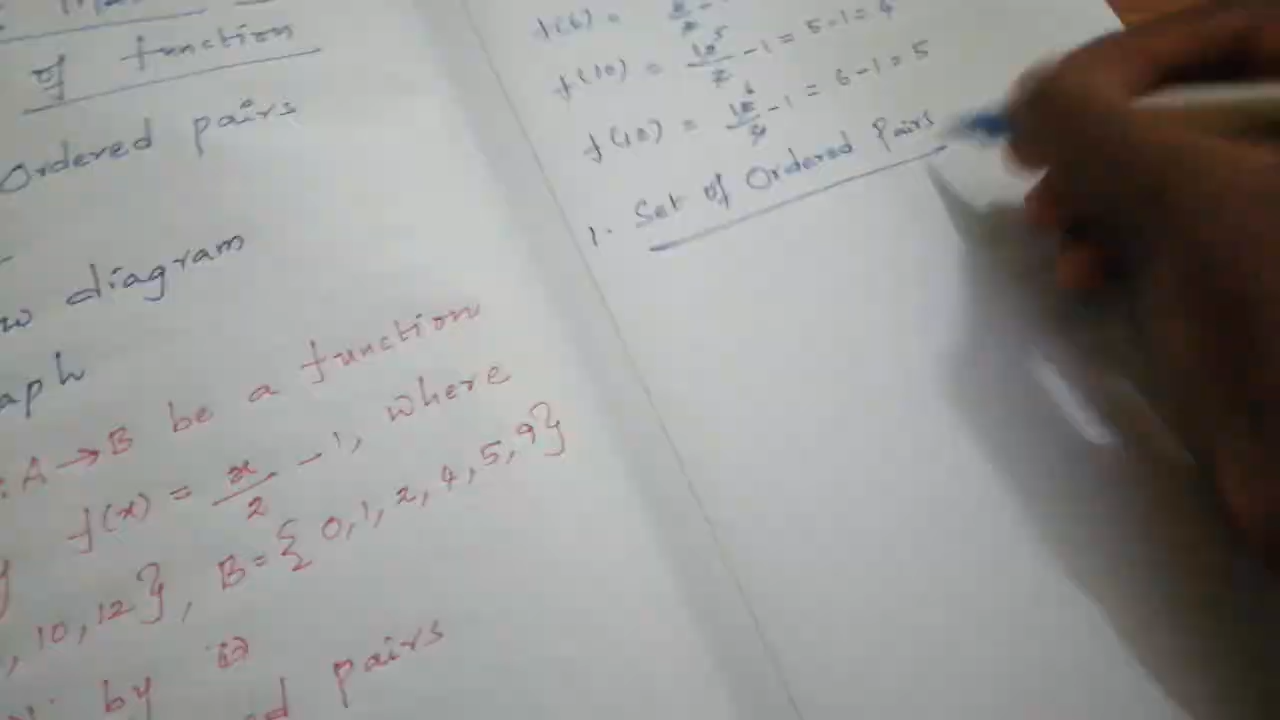 of function
Ordered pairs
diagram
: A → B be a function
f(x) = x/2 - 1, where
, 10, 12}, B = {0, 1, 2, 4, 5, 9}
by
pairs
f(10) = 10/2 - 1 = 5 - 1 = 4
f(12) = 12/2 - 1 = 6 - 1 = 5
1. Set of Ordered Pairs